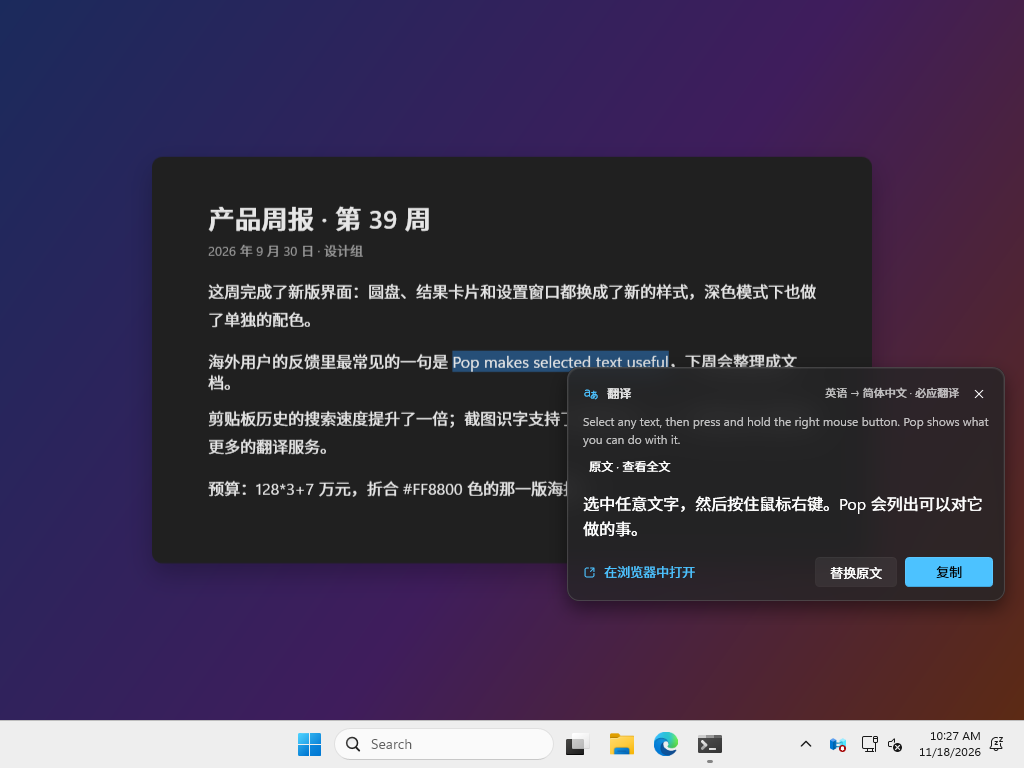 产品周报 · 第 39 周
2026 年 9 月 30 日 · 设计组
这周完成了新版界面：圆盘、结果卡片和设置窗口都换成了新的样式，深色模式下也做
了单独的配色。
海外用户的反馈里最常见的一句是 Pop makes selected text useful，下周会整理成文
档。
剪贴板历史的搜索速度提升了一倍；截图识字支持了
更多的翻译服务。
预算：128*3+7 万元，折合 #FF8800 色的那一版海报
翻译
英语 → 简体中文 · 必应翻译
Select any text, then press and hold the right mouse button. Pop shows what
you can do with it.
原文 · 查看全文
选中任意文字，然后按住鼠标右键。Pop 会列出可以对它
做的事。
在浏览器中打开
替换原文
复制
Search
10:27 AM
11/18/2026